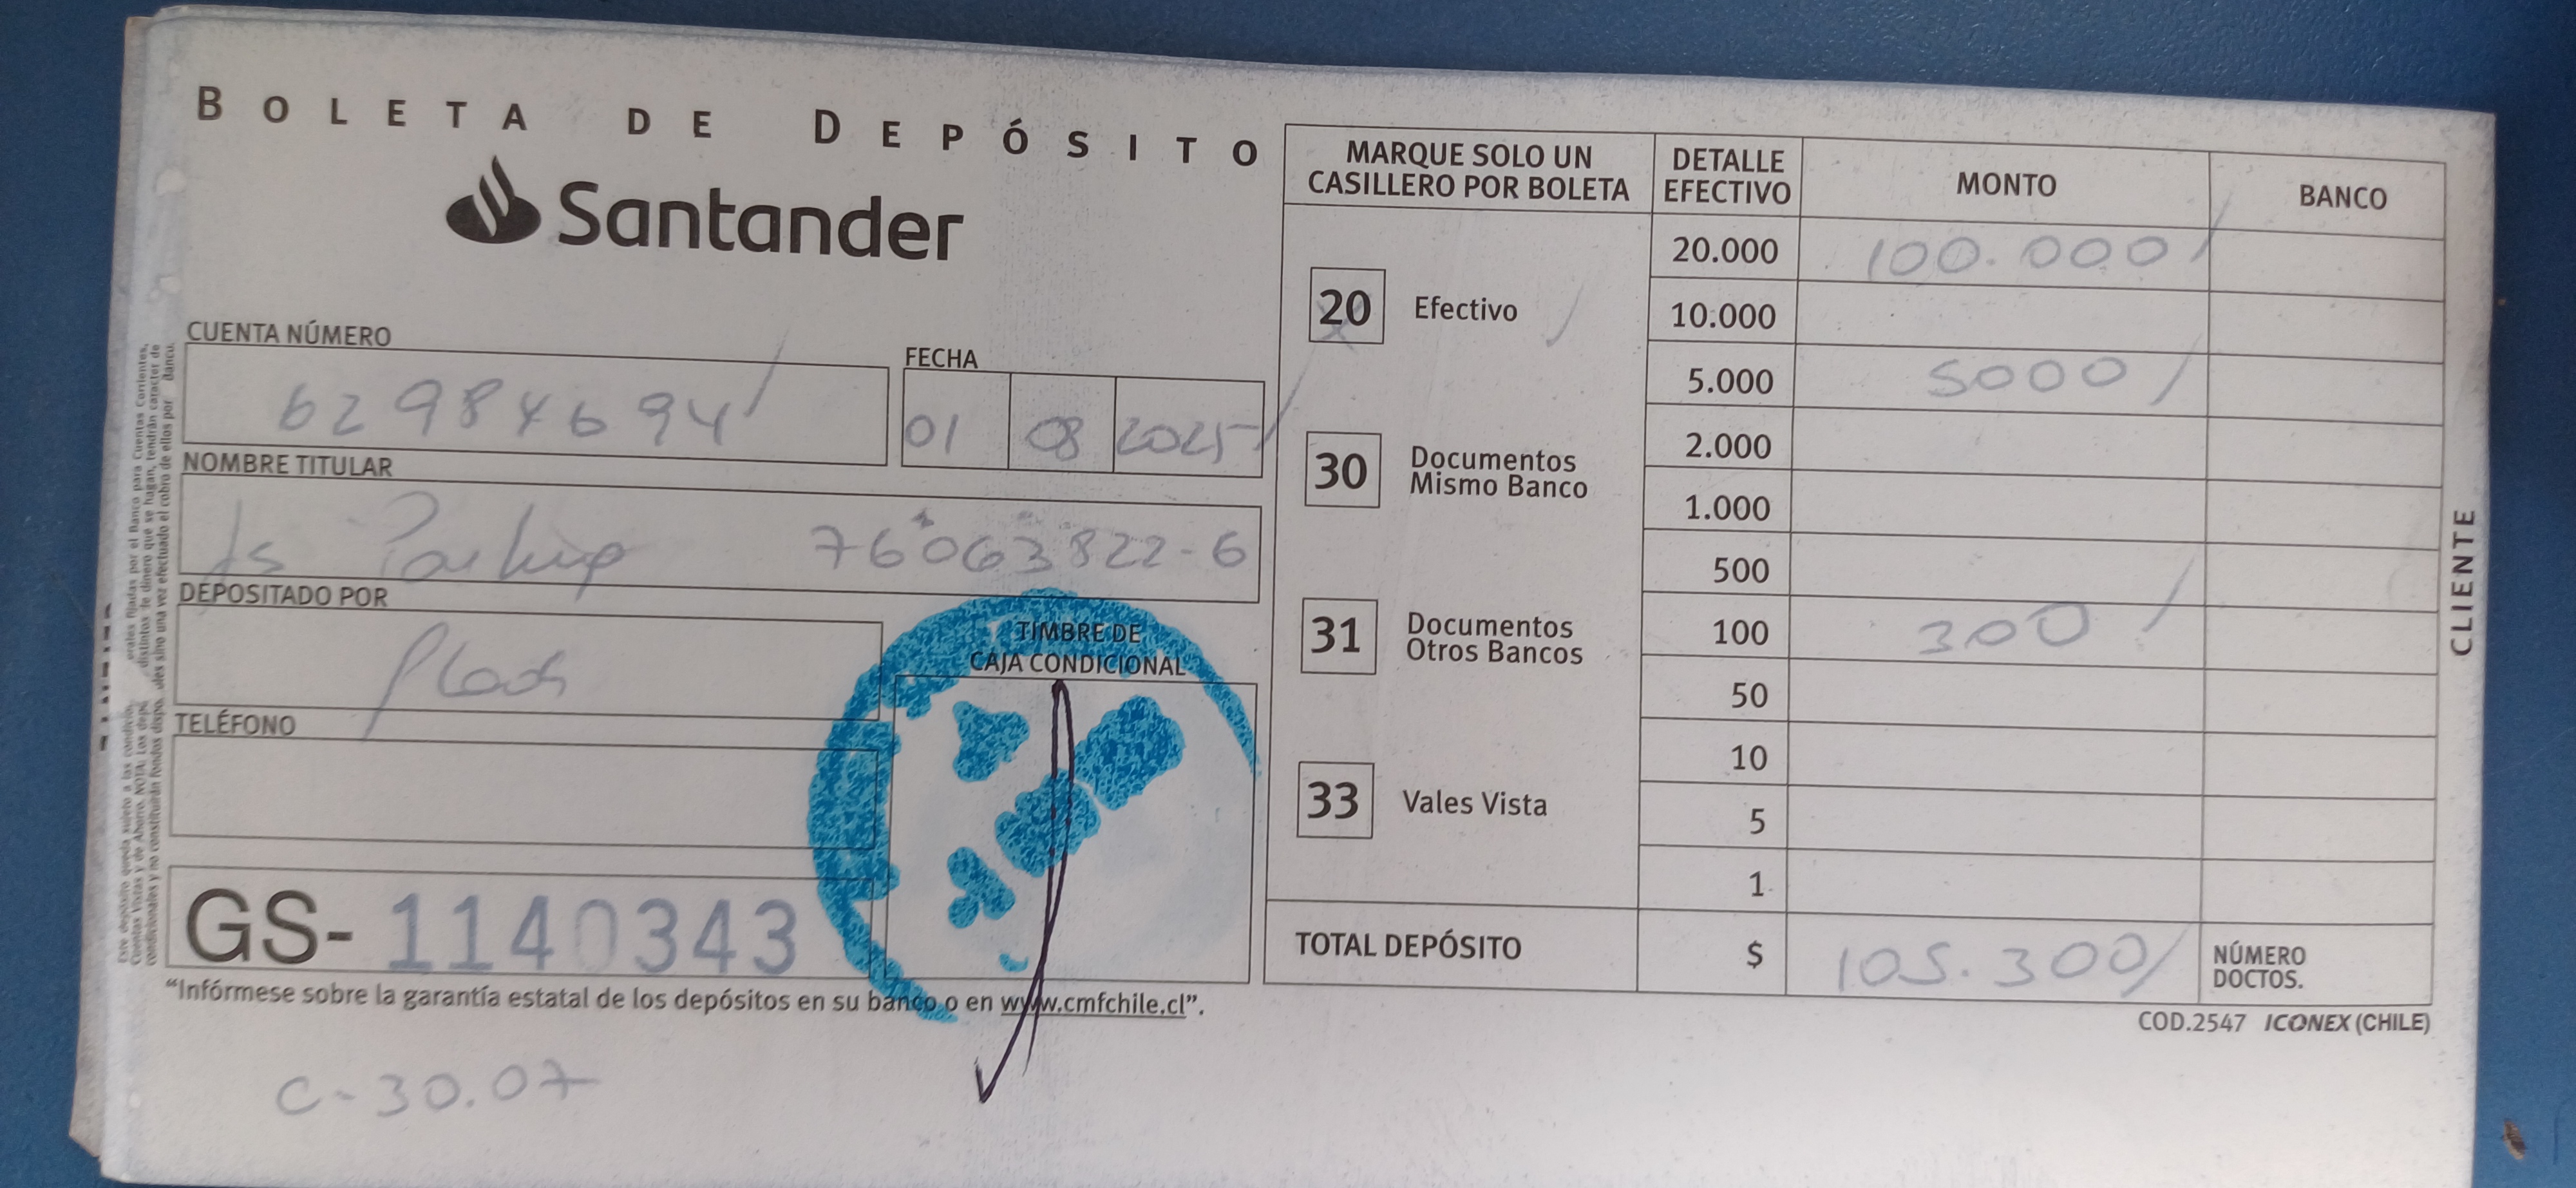 BOLETA DE DEPÓSITO
Santander
CUENTA NÚMERO
62984694
FECHA
01 08 2025
NOMBRE TITULAR
Js Parking 76063822-6
DEPOSITADO POR
TELÉFONO
TIMBRE DE
CAJA CONDICIONAL
GS- 1140343
"Infórmese sobre la garantía estatal de los depósitos en su banco o en www.cmfchile.cl".
C-30.07
MARQUE SOLO UN
CASILLERO POR BOLETA
20 Efectivo
30 Documentos
Mismo Banco
31 Documentos
Otros Bancos
33 Vales Vista
DETALLE
EFECTIVO
MONTO
BANCO
20.000 100.000
10.000
5.000 5000
2.000
1.000
500
100 300
50
10
5
1
TOTAL DEPÓSITO $ 105.300
NÚMERO
DOCTOS.
COD.2547 ICONEX (CHILE)
CLIENTE